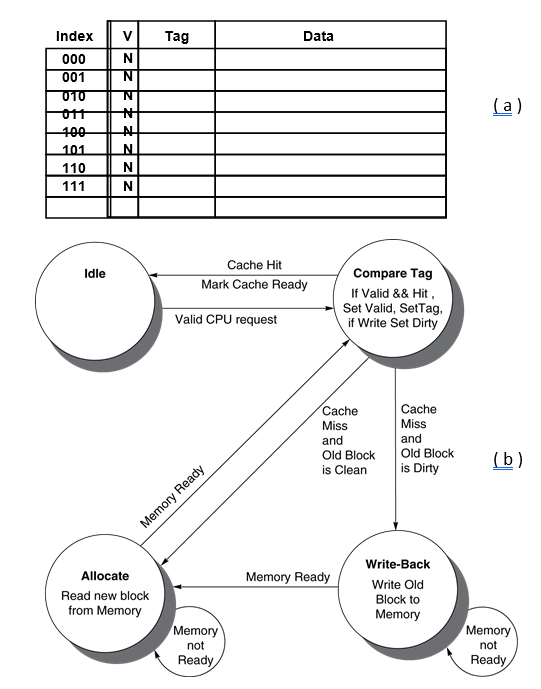 Index V Tag Data
000 N
001 N
010 N
011 N
100 N
101 N
110 N
111 N
( a )
Idle
Cache Hit
Mark Cache Ready
Valid CPU request
Compare Tag
If Valid && Hit ,
Set Valid, SetTag,
if Write Set Dirty
Cache
Miss
and
Old Block
is Clean
Cache
Miss
and
Old Block
is Dirty
( b )
Memory Ready
Allocate
Read new block
from Memory
Memory Ready
Write-Back
Write Old
Block to
Memory
Memory
not
Ready
Memory
not
Ready